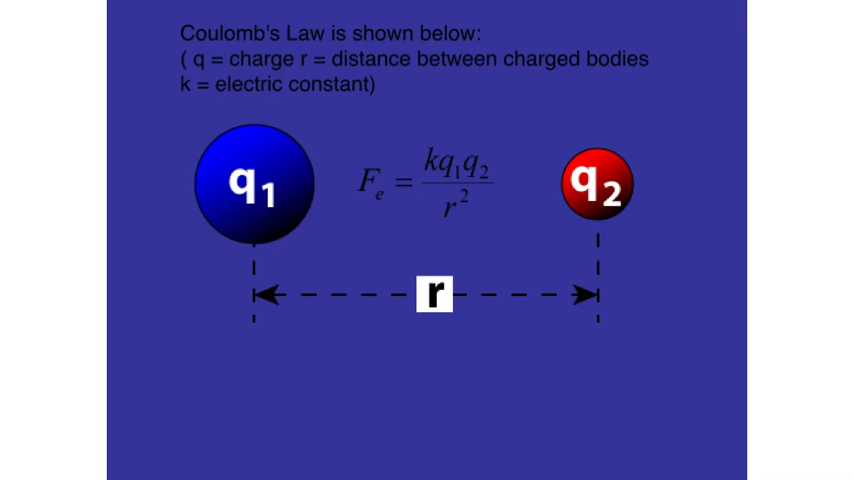 Coulomb's Law is shown below:
( q = charge r = distance between charged bodies
k = electric constant)
q₁
Fₑ = kq₁q₂ / r²
q₂
r